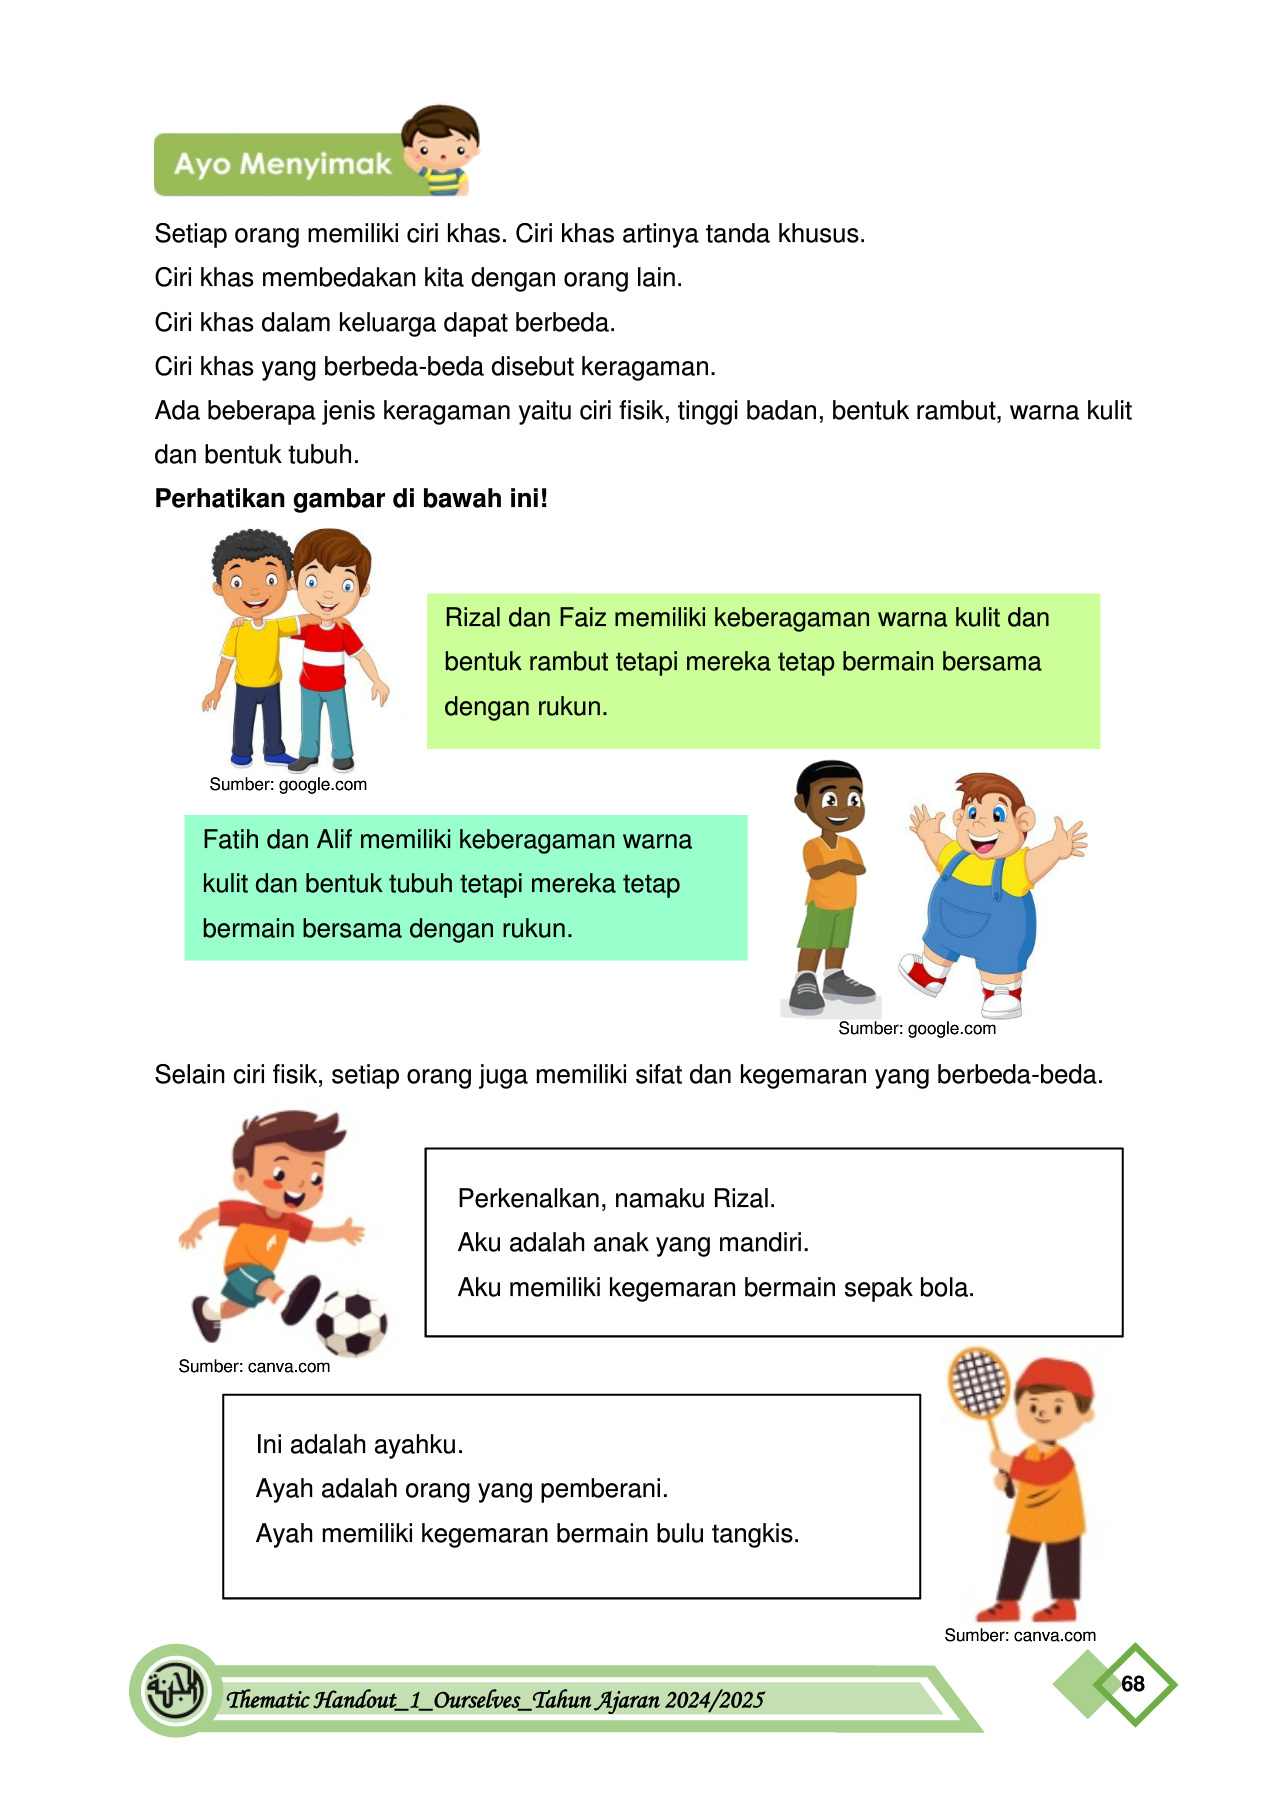 Ayo Menyimak
Setiap orang memiliki ciri khas. Ciri khas artinya tanda khusus.
Ciri khas membedakan kita dengan orang lain.
Ciri khas dalam keluarga dapat berbeda.
Ciri khas yang berbeda-beda disebut keragaman.
Ada beberapa jenis keragaman yaitu ciri fisik, tinggi badan, bentuk rambut, warna kulit
dan bentuk tubuh.
Perhatikan gambar di bawah ini!
Rizal dan Faiz memiliki keberagaman warna kulit dan
bentuk rambut tetapi mereka tetap bermain bersama
dengan rukun.
Sumber: google.com
Fatih dan Alif memiliki keberagaman warna
kulit dan bentuk tubuh tetapi mereka tetap
bermain bersama dengan rukun.
Sumber: google.com
Selain ciri fisik, setiap orang juga memiliki sifat dan kegemaran yang berbeda-beda.
Perkenalkan, namaku Rizal.
Aku adalah anak yang mandiri.
Aku memiliki kegemaran bermain sepak bola.
Sumber: canva.com
Ini adalah ayahku.
Ayah adalah orang yang pemberani.
Ayah memiliki kegemaran bermain bulu tangkis.
Sumber: canva.com
Thematic Handout_1_Ourselves_Tahun Ajaran 2024/2025
68